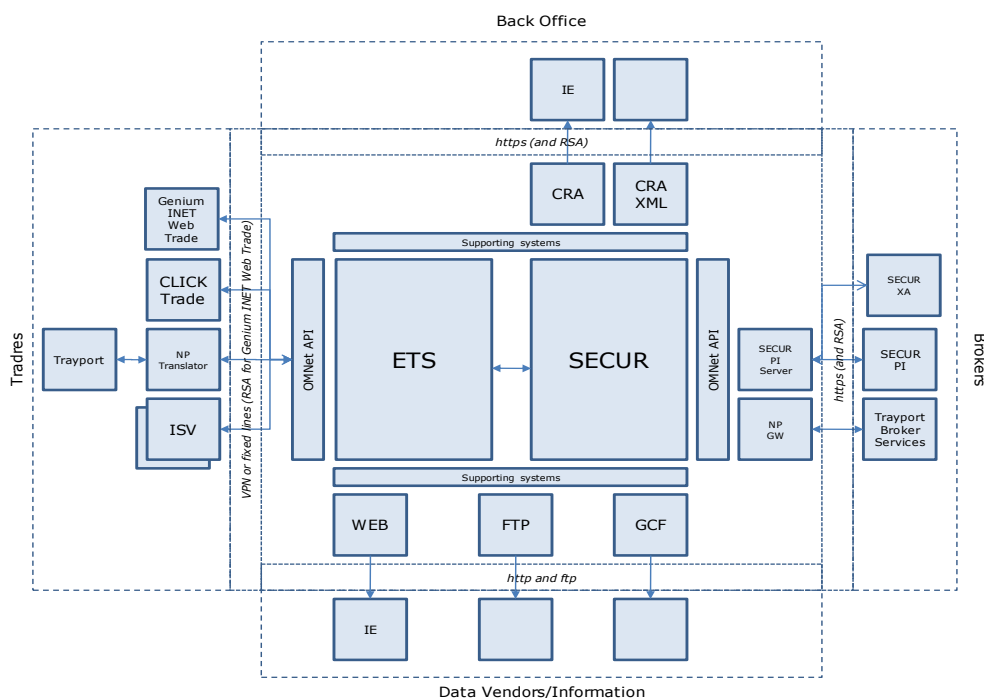 Back Office
IE
https (and RSA)
CRA
CRA
XML
Genium
INET
Web
Trade
Supporting systems
CLICK
Trade
SECUR
XA
Trayport
NP
Translator
OMNet API
ETS
SECUR
OMNet API
SECUR
PI
Server
SECUR
PI
ISV
NP
GW
Trayport
Broker
Services
Tradres
VPN or fixed lines (RSA for Genium INET Web Trade)
https (and RSA)
Brokers
Supporting systems
WEB
FTP
GCF
http and ftp
IE
Data Vendors/Information